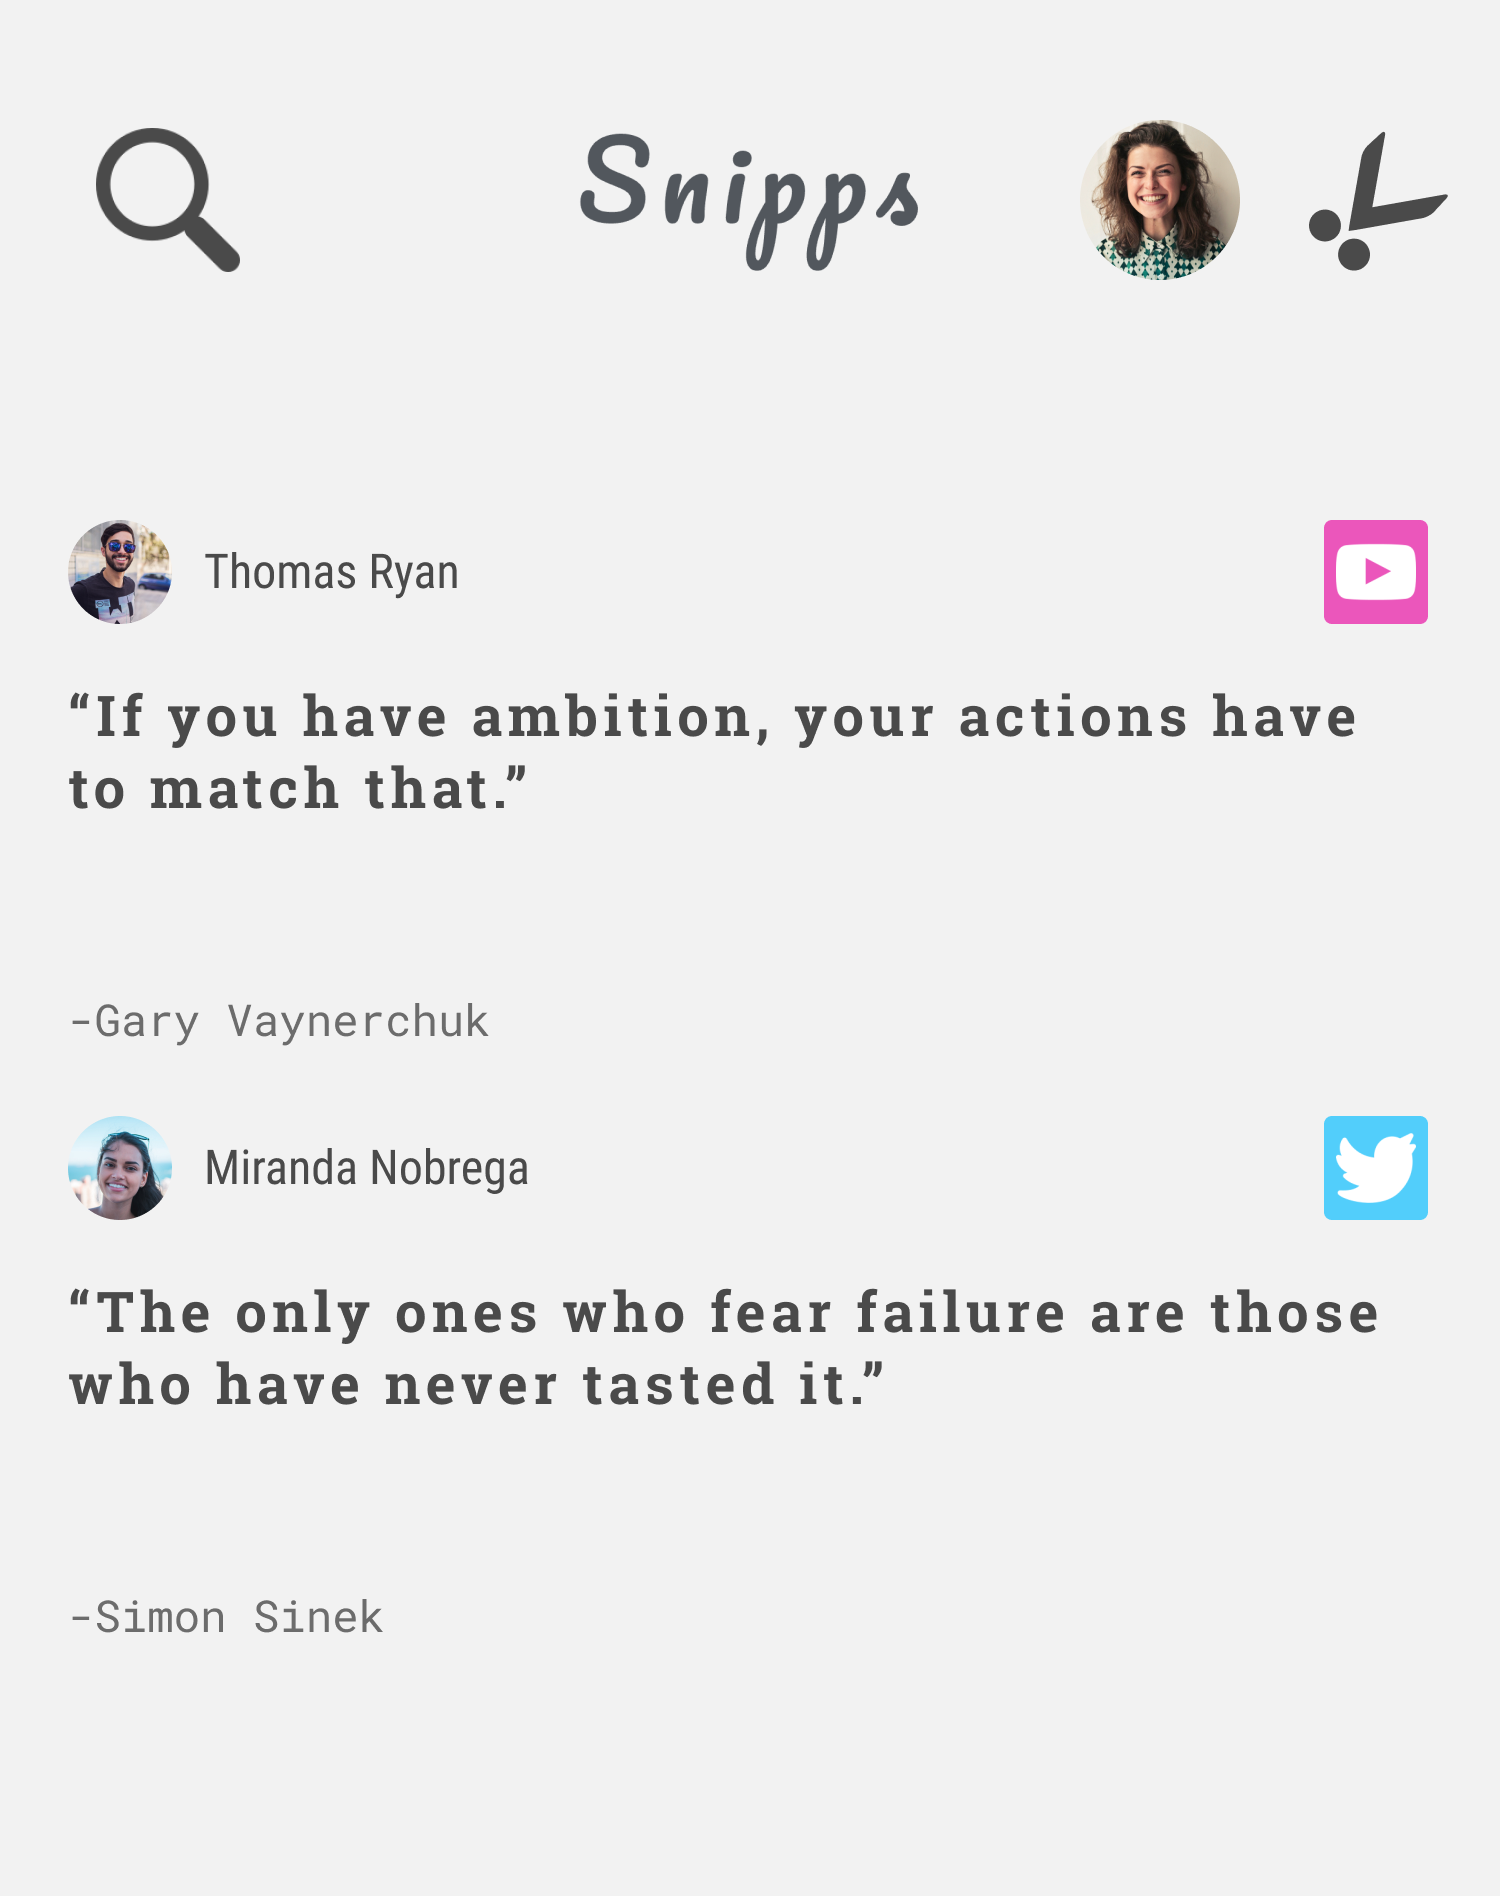 Snipps
Thomas Ryan
“If you have ambition, your actions have
to match that.”
-Gary Vaynerchuk
Miranda Nobrega
“The only ones who fear failure are those
who have never tasted it.”
-Simon Sinek